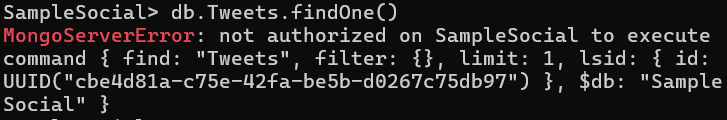 SampleSocial> db.Tweets.findOne()
MongoServerError: not authorized on SampleSocial to execute
command { find: "Tweets", filter: {}, limit: 1, lsid: { id:
UUID("cbe4d81a-c75e-42fa-be5b-d0267c75db97") }, $db: "Sample
Social" }